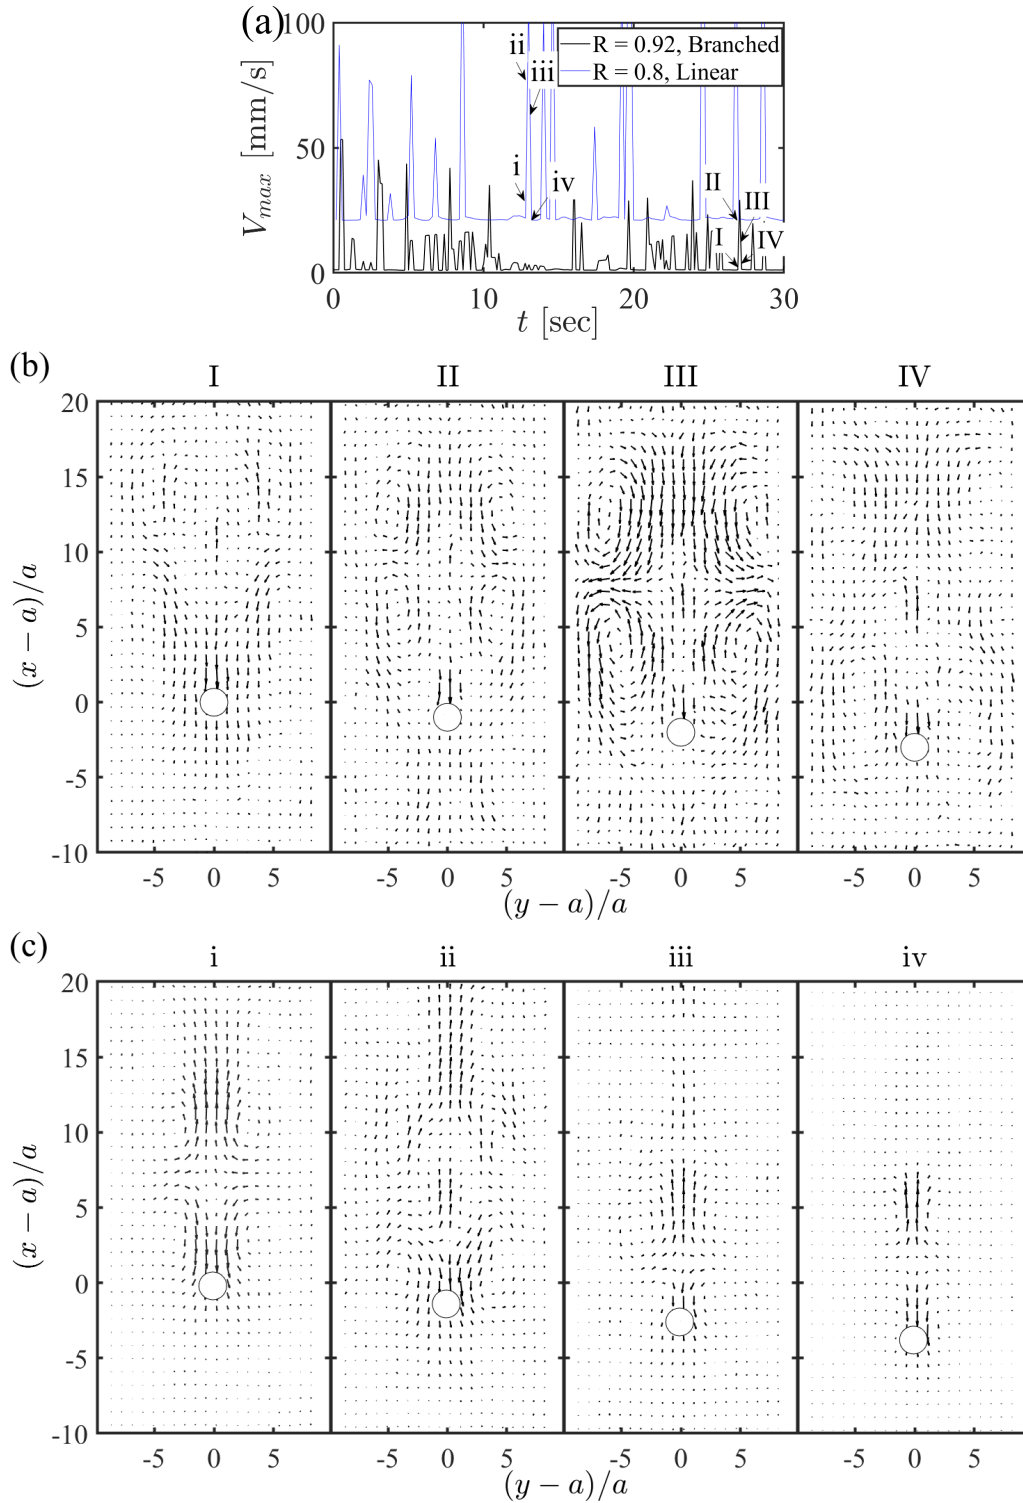 (a)
100
50
0
V_max [mm/s]
R = 0.92, Branched
R = 0.8, Linear
ii
iii
i
iv
II
III
I
IV
0 10 20 30
t [sec]
(b)
I II III IV
20
15
10
5
0
-5
-10
(x − a)/a
-5 0 5 -5 0 5 -5 0 5 -5 0 5
(y − a)/a
(c)
i ii iii iv
20
15
10
5
0
-5
-10
(x − a)/a
-5 0 5 -5 0 5 -5 0 5 -5 0 5
(y − a)/a